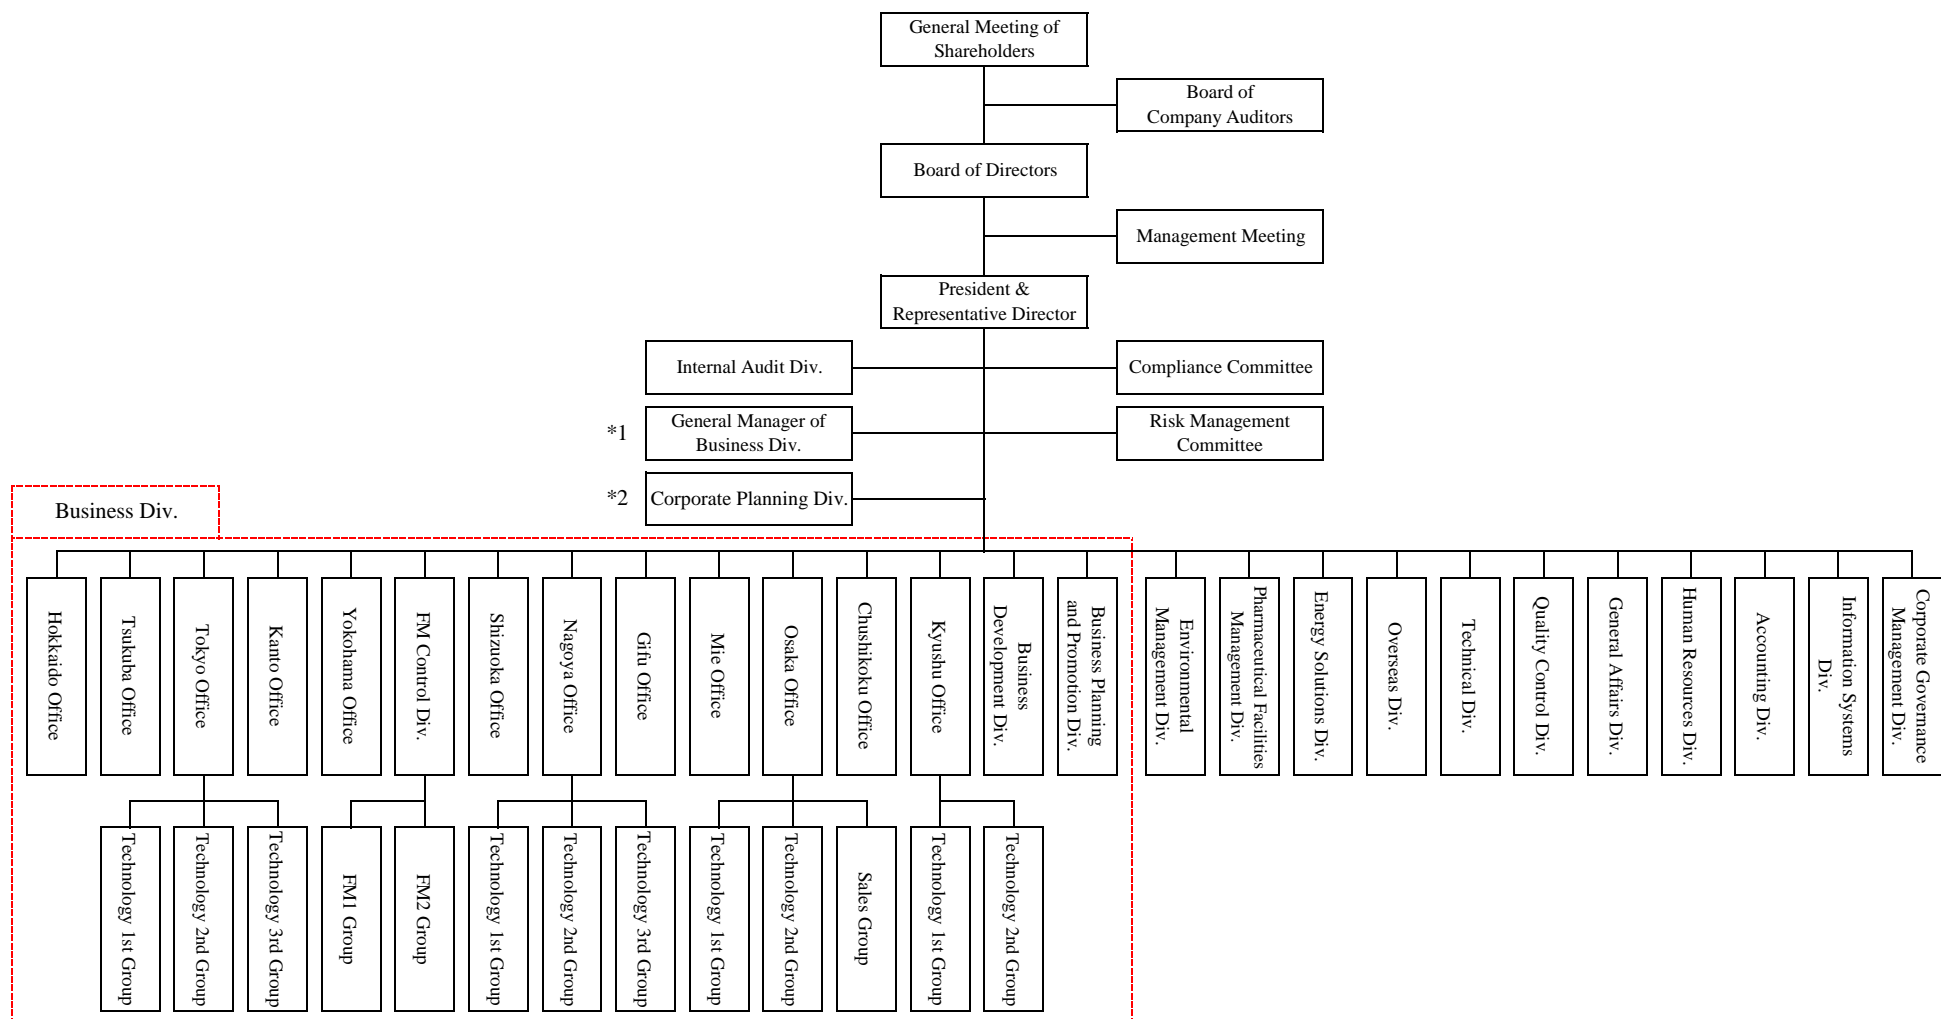 General Meeting of
Shareholders
Board of
Company Auditors
Board of Directors
Management Meeting
President &
Representative Director
Internal Audit Div.
Compliance Committee
*1
General Manager of
Business Div.
Risk Management
Committee
*2
Corporate Planning Div.
Business Div.
Hokkaido Office
Tsukuba Office
Tokyo Office
Kanto Office
Yokohama Office
FM Control Div.
Shizuoka Office
Nagoya Office
Gifu Office
Mie Office
Osaka Office
Chushikoku Office
Kyushu Office
Business
Development Div.
Business Planning
and Promotion Div.
Environmental
Management Div.
Pharmaceutical Facilities
Management Div.
Energy Solutions Div.
Overseas Div.
Technical Div.
Quality Control Div.
General Affairs Div.
Human Resources Div.
Accounting Div.
Information Systems
Div.
Corporate Governance
Management Div.
Technology 1st Group
Technology 2nd Group
Technology 3rd Group
FM1 Group
FM2 Group
Technology 1st Group
Technology 2nd Group
Technology 3rd Group
Technology 1st Group
Technology 2nd Group
Sales Group
Technology 1st Group
Technology 2nd Group